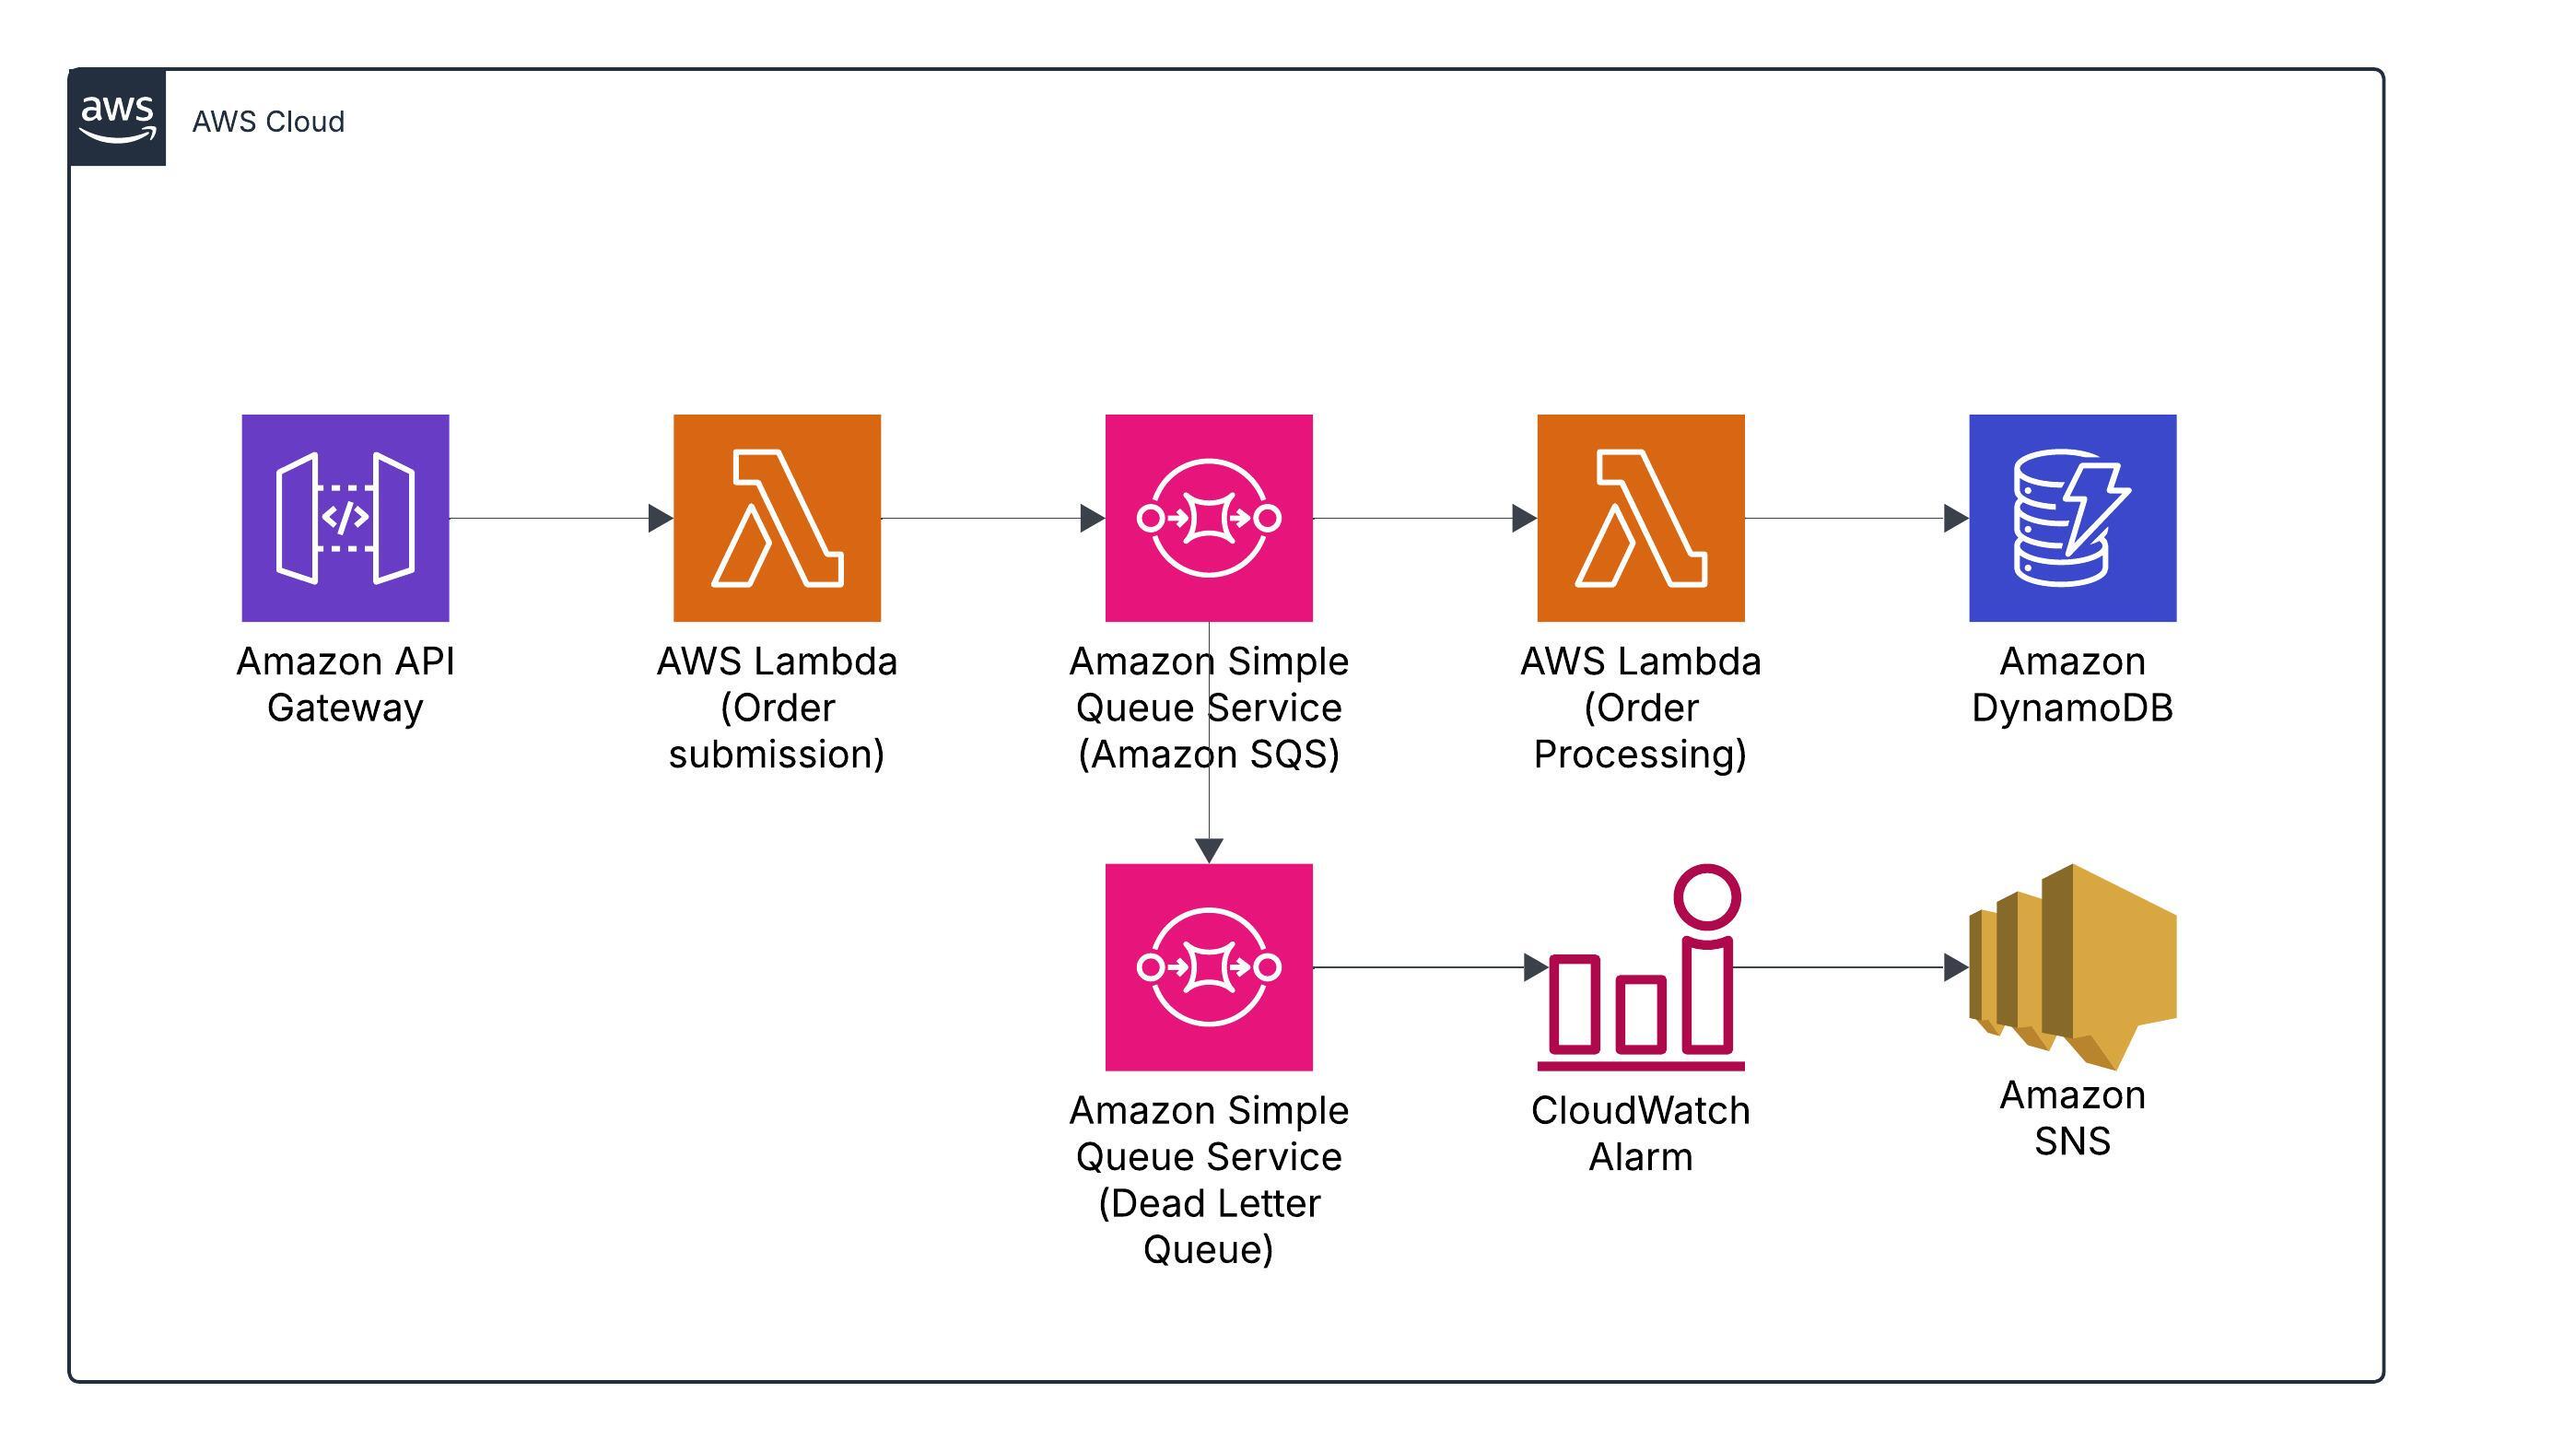 aws
AWS Cloud
Amazon API
Gateway
AWS Lambda
(Order
submission)
Amazon Simple
Queue Service
(Amazon SQS)
AWS Lambda
(Order
Processing)
Amazon
DynamoDB
Amazon Simple
Queue Service
(Dead Letter
Queue)
CloudWatch
Alarm
Amazon
SNS